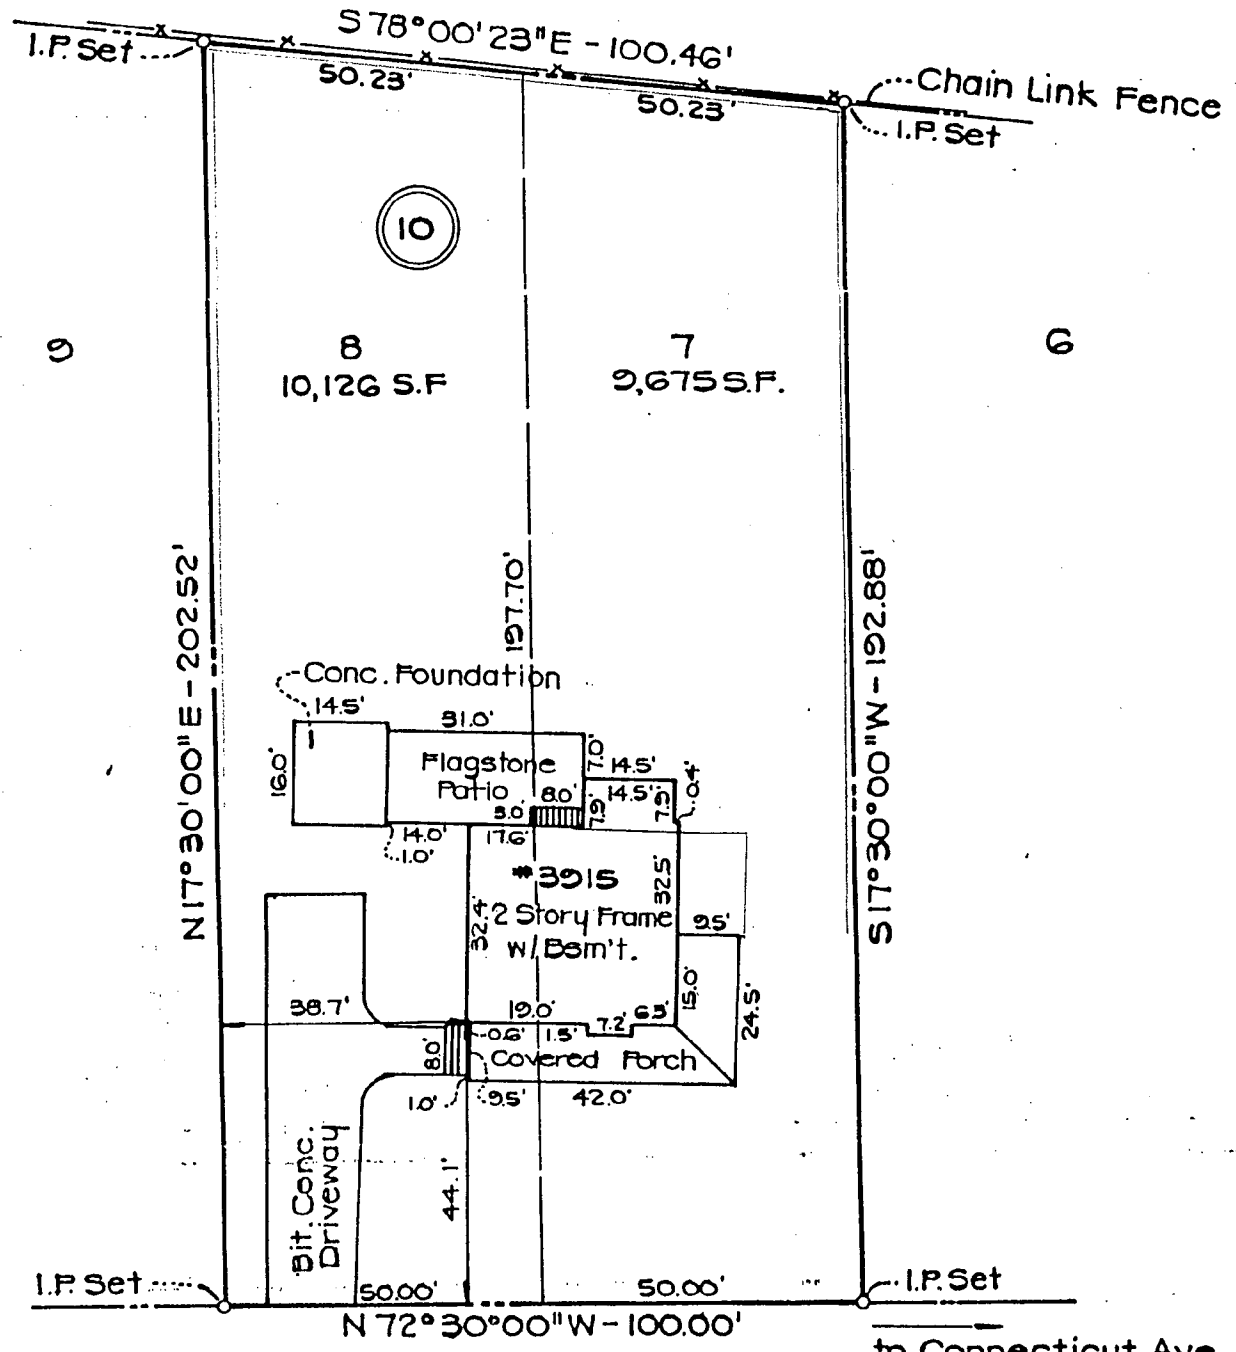 S 78°00'23"E - 100.46'
I.P. Set
50.23'
50.23'
Chain Link Fence
I.P. Set
10
9
8
10,126 S.F
7
9,675 S.F.
6
N 17°30'00"E - 202.52'
197.70'
S 17°30'00"W - 192.88'
Conc. Foundation
14.5'
31.0'
16.0'
Flagstone
Patio
7.0'
14.5'
14.5'
0.4'
8.0'
3.0'
7.9'
7.9'
14.0'
17.6'
1.0'
#3915
2 Story Frame
w/ Bsm't.
32.4'
32.5'
9.5'
15.0'
24.5'
38.7'
19.0'
7.2'
6.3'
0.6'
1.5'
8.0'
Covered Porch
1.0'
9.5'
42.0'
Bit. Conc.
Driveway
44.1'
I.P. Set
50.00'
50.00'
I.P. Set
N 72°30'00"W - 100.00'
to Connecticut Ave.